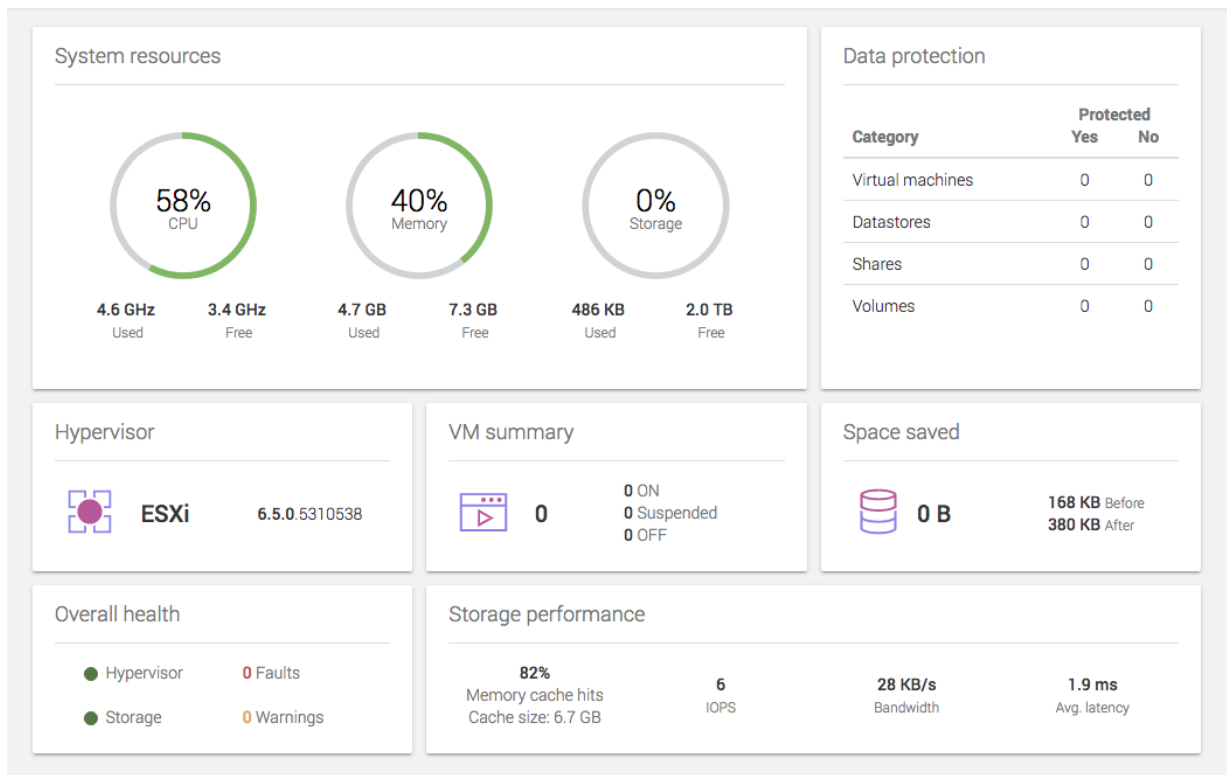 System resources
58%
CPU
4.6 GHz
Used
3.4 GHz
Free
40%
Memory
4.7 GB
Used
7.3 GB
Free
0%
Storage
486 KB
Used
2.0 TB
Free
Data protection
Protected
Category Yes No
Virtual machines 0 0
Datastores 0 0
Shares 0 0
Volumes 0 0
Hypervisor
ESXi 6.5.0.5310538
VM summary
0
0 ON
0 Suspended
0 OFF
Space saved
0 B
168 KB Before
380 KB After
Overall health
Hypervisor 0 Faults
Storage 0 Warnings
Storage performance
82%
Memory cache hits
Cache size: 6.7 GB
6
IOPS
28 KB/s
Bandwidth
1.9 ms
Avg. latency